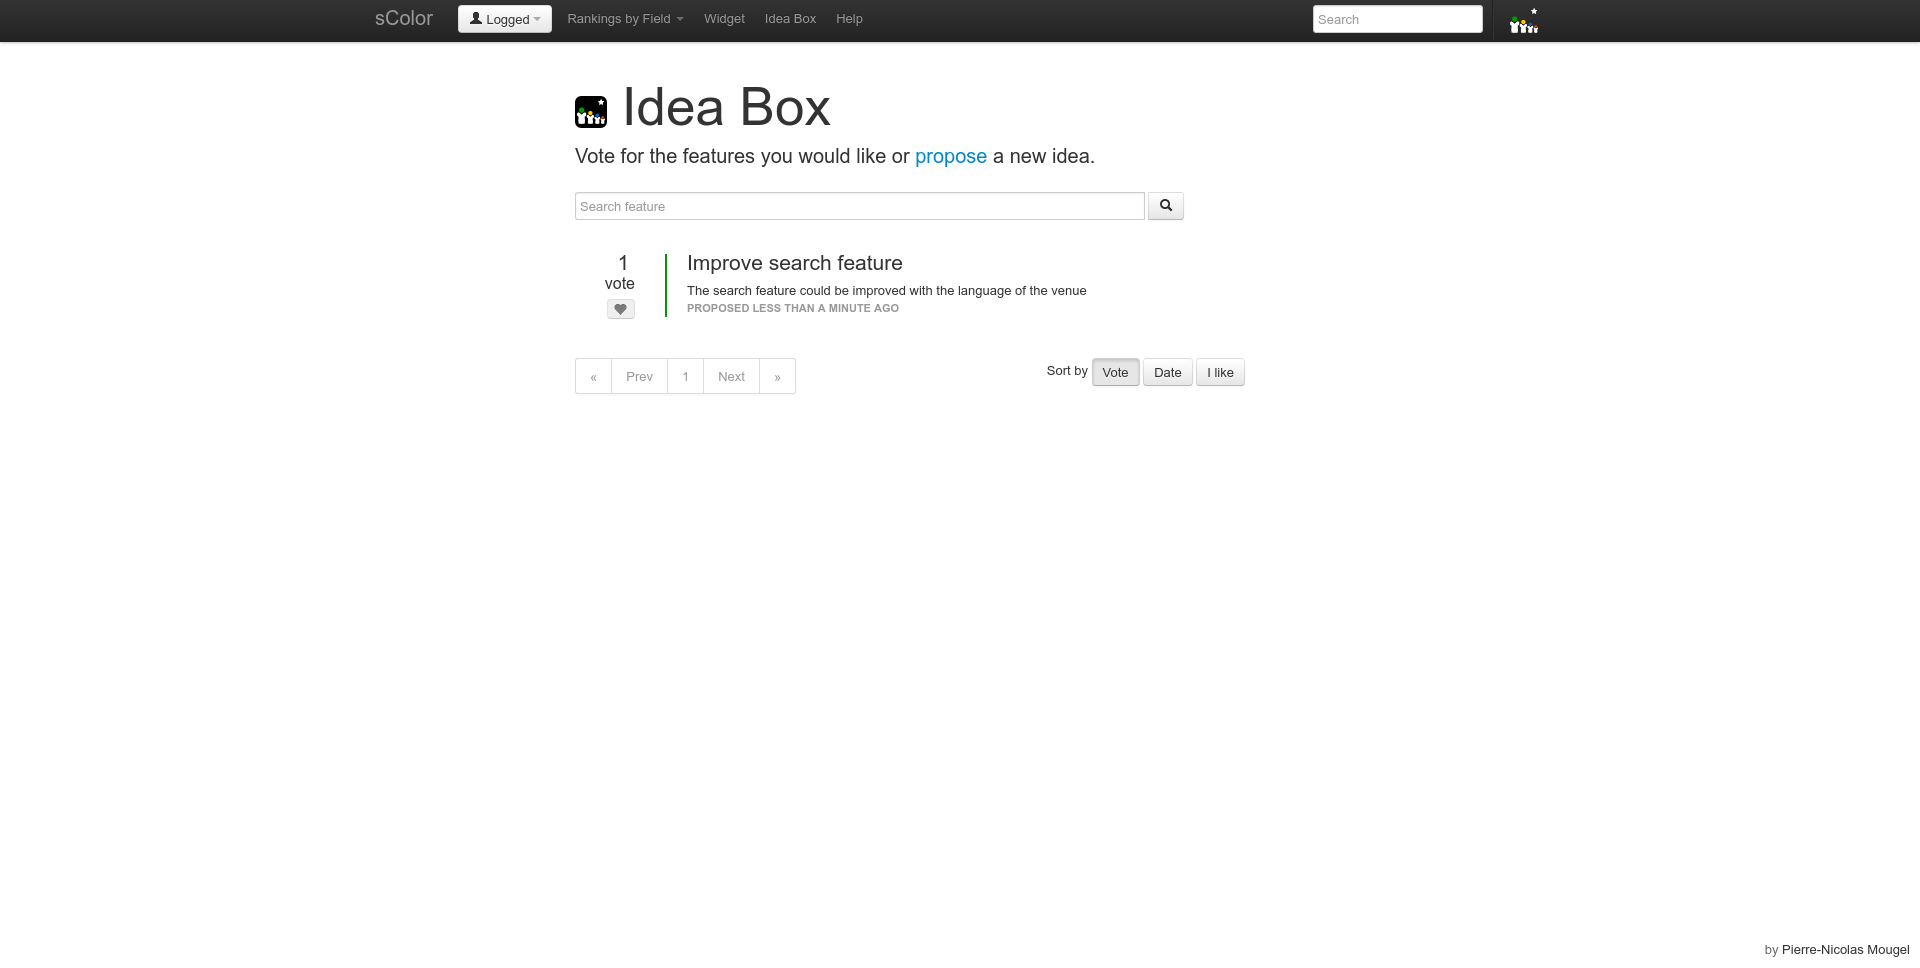 sColor Logged Rankings by Field Widget Idea Box Help Search
Idea Box
Vote for the features you would like or propose a new idea.
Search feature
1
vote
Improve search feature
The search feature could be improved with the language of the venue
PROPOSED LESS THAN A MINUTE AGO
« Prev 1 Next »
Sort by Vote Date I like
by Pierre-Nicolas Mougel